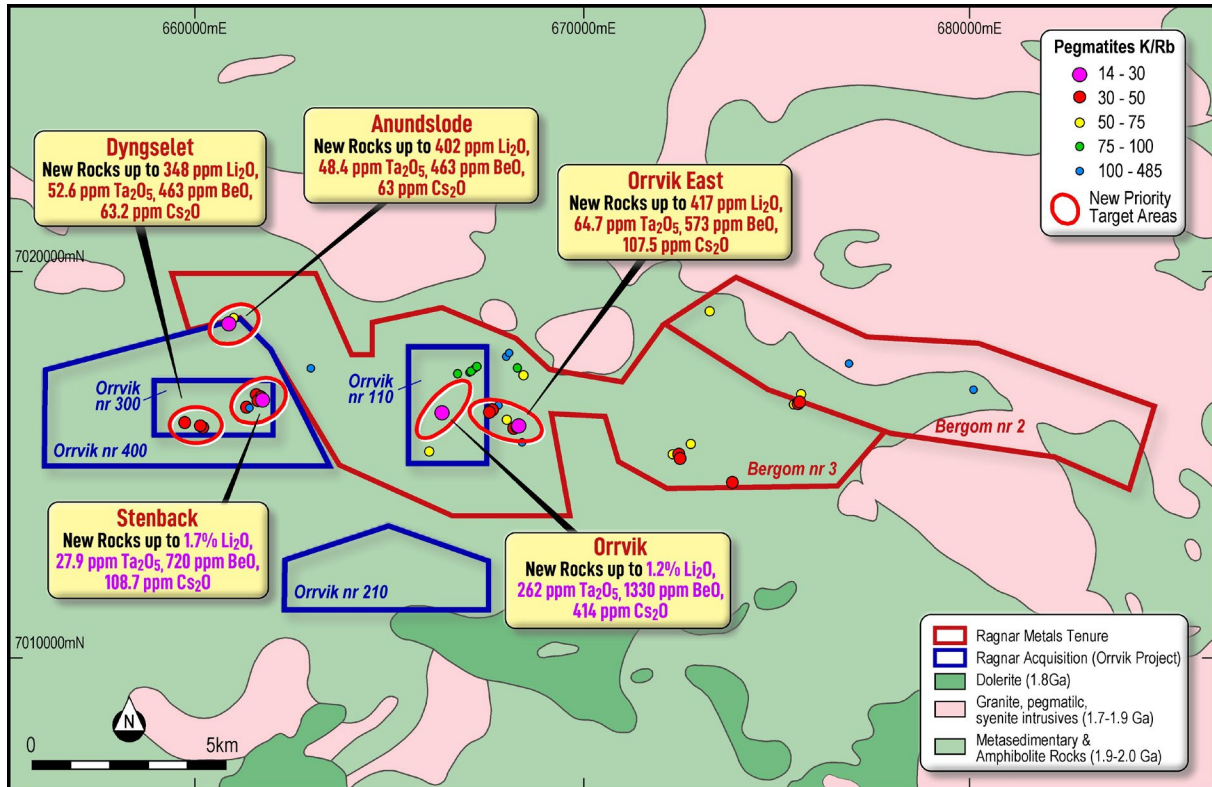 660000mE
670000mE
680000mE
7020000mN
7010000mN
Pegmatites K/Rb
14 - 30
30 - 50
50 - 75
75 - 100
100 - 485
New Priority
Target Areas
Dyngselet
New Rocks up to 348 ppm Li₂O,
52.6 ppm Ta₂O₅, 463 ppm BeO,
63.2 ppm Cs₂O
Anundslode
New Rocks up to 402 ppm Li₂O,
48.4 ppm Ta₂O₅, 463 ppm BeO,
63 ppm Cs₂O
Orrvik East
New Rocks up to 417 ppm Li₂O,
64.7 ppm Ta₂O₅, 573 ppm BeO,
107.5 ppm Cs₂O
Orrvik
nr 300
Orrvik nr 400
Orrvik
nr 110
Bergom nr 2
Bergom nr 3
Stenback
New Rocks up to 1.7% Li₂O,
27.9 ppm Ta₂O₅, 720 ppm BeO,
108.7 ppm Cs₂O
Orrvik
New Rocks up to 1.2% Li₂O,
262 ppm Ta₂O₅, 1330 ppm BeO,
414 ppm Cs₂O
Orrvik nr 210
Ragnar Metals Tenure
Ragnar Acquisition (Orrvik Project)
Dolerite (1.8Ga)
Granite, pegmatilc,
syenite intrusives (1.7-1.9 Ga)
Metasedimentary &
Amphibolite Rocks (1.9-2.0 Ga)
N
0
5km